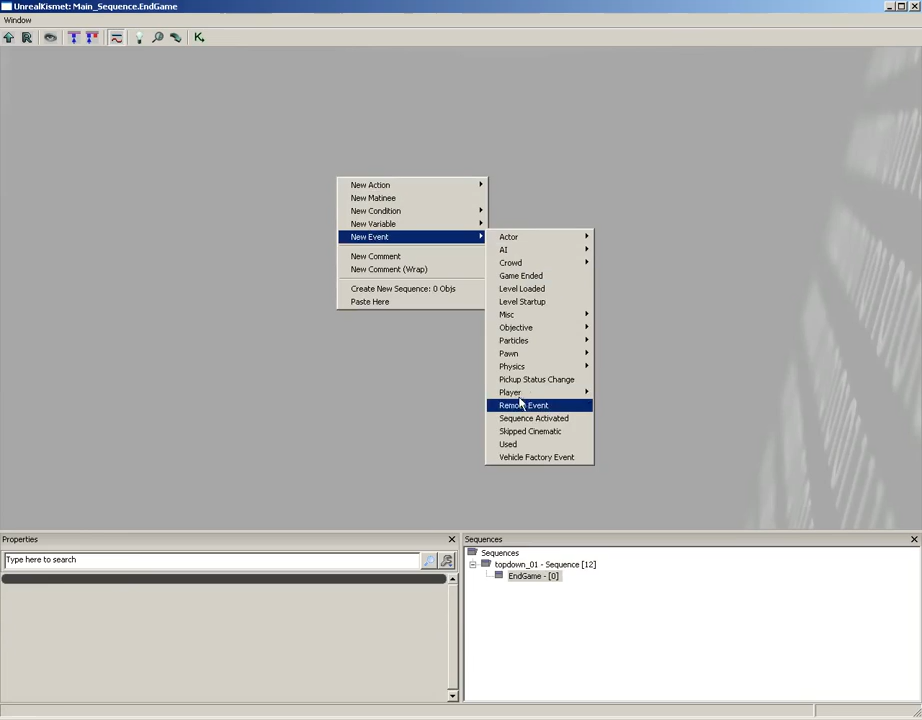 UnrealKismet: Main_Sequence.EndGame
Window
New Action
New Matinee
New Condition
New Variable
New Event
New Comment
New Comment (Wrap)
Create New Sequence: 0 Objs
Paste Here
Actor
AI
Crowd
Game Ended
Level Loaded
Level Startup
Misc
Objective
Particles
Pawn
Physics
Pickup Status Change
Player
Remote Event
Sequence Activated
Skipped Cinematic
Used
Vehicle Factory Event
Properties
Type here to search
Sequences
Sequences
topdown_01 - Sequence [12]
EndGame - [0]